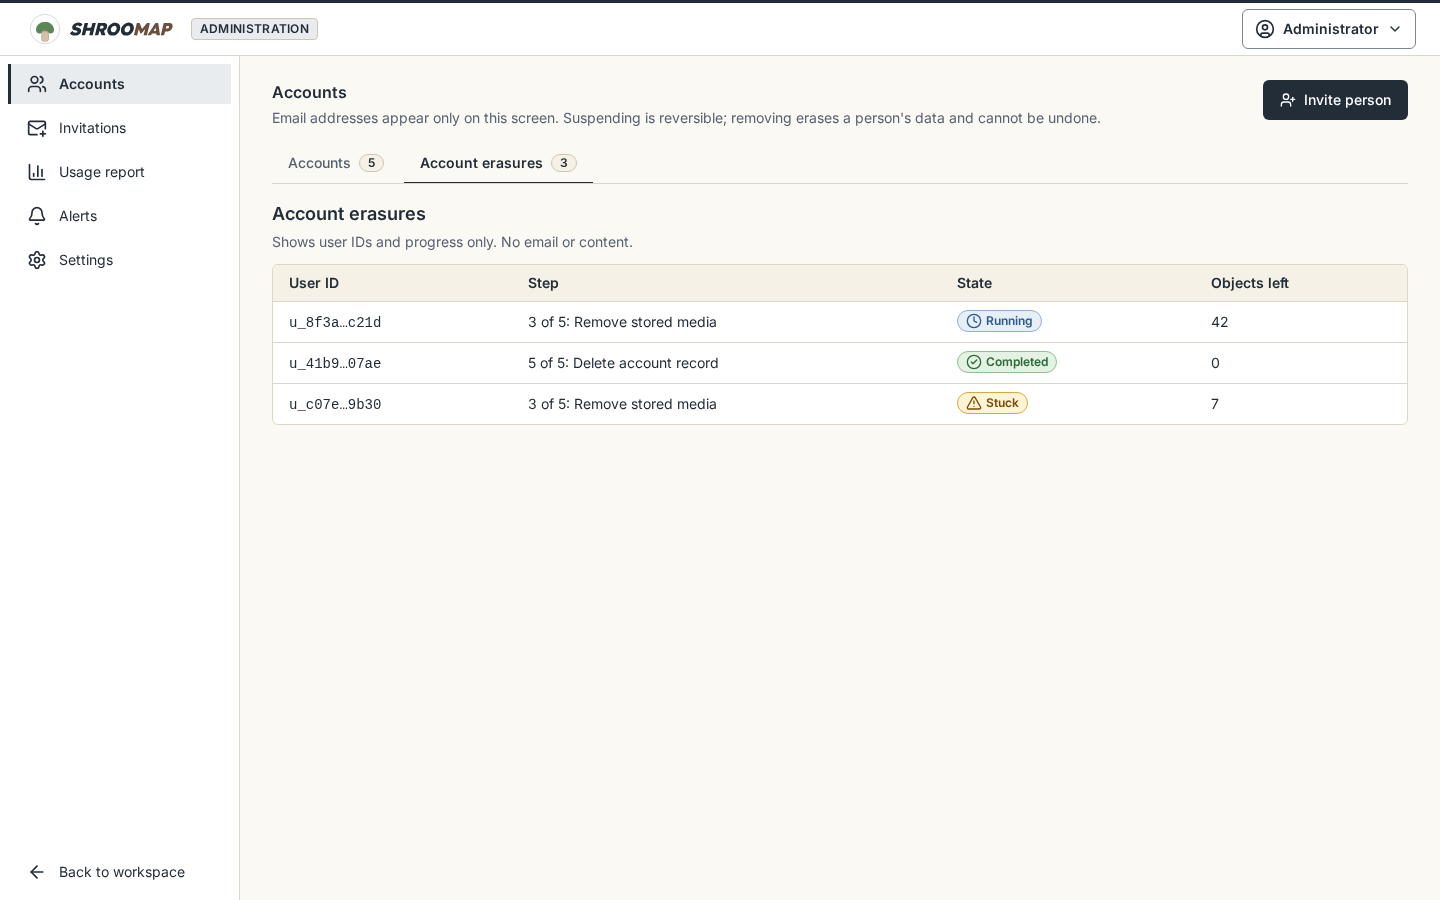 SHROOMAP ADMINISTRATION Administrator
Accounts
Invitations
Usage report
Alerts
Settings
Back to workspace
Accounts
Email addresses appear only on this screen. Suspending is reversible; removing erases a person's data and cannot be undone.
Invite person
Accounts 5 Account erasures 3
Account erasures
Shows user IDs and progress only. No email or content.
User ID Step State Objects left
u_8f3a…c21d 3 of 5: Remove stored media Running 42
u_41b9…07ae 5 of 5: Delete account record Completed 0
u_c07e…9b30 3 of 5: Remove stored media Stuck 7